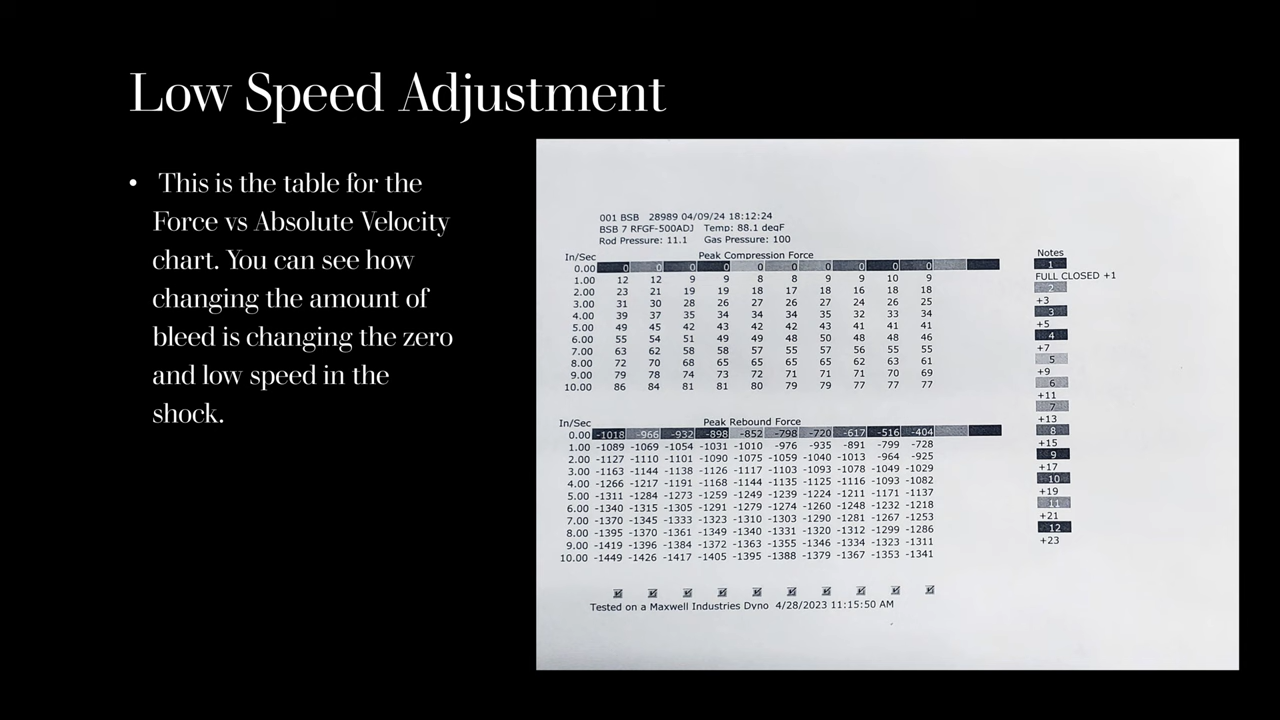 Low Speed Adjustment
• This is the table for the
Force vs Absolute Velocity
chart. You can see how
changing the amount of
bleed is changing the zero
and low speed in the
shock.
001 BSB 28989 04/09/24 18:12:24
BSB 7 RFGF-500ADJ Temp: 88.1 degF
Rod Pressure: 11.1 Gas Pressure: 100
In/Sec Peak Compression Force
0.00 0 0 0 0 0 0 0 0 0 0
1.00 12 12 9 9 8 8 9 9 10 9
2.00 23 21 19 19 18 17 18 16 18 18
3.00 31 30 28 26 27 26 27 24 26 25
4.00 39 37 35 34 34 34 35 32 33 34
5.00 49 45 42 43 42 42 43 41 41 41
6.00 55 54 51 49 49 48 50 48 48 46
7.00 63 62 58 58 57 55 57 56 55 55
8.00 72 70 68 65 65 65 65 62 63 61
9.00 79 78 74 73 72 71 71 71 70 69
10.00 86 84 81 81 80 79 79 77 77 77
In/Sec Peak Rebound Force
0.00 -1018 -966 -932 -898 -852 -798 -720 -617 -516 -404
1.00 -1089 -1069 -1054 -1031 -1010 -976 -935 -891 -799 -728
2.00 -1127 -1110 -1101 -1090 -1075 -1059 -1040 -1013 -964 -925
3.00 -1163 -1144 -1138 -1126 -1117 -1103 -1093 -1078 -1049 -1029
4.00 -1266 -1217 -1191 -1168 -1144 -1135 -1125 -1116 -1093 -1082
5.00 -1311 -1284 -1273 -1259 -1249 -1239 -1224 -1211 -1171 -1137
6.00 -1340 -1315 -1305 -1291 -1279 -1274 -1260 -1248 -1232 -1218
7.00 -1370 -1345 -1333 -1323 -1310 -1303 -1290 -1281 -1267 -1253
8.00 -1395 -1370 -1361 -1349 -1340 -1331 -1320 -1312 -1299 -1286
9.00 -1419 -1396 -1384 -1372 -1363 -1355 -1346 -1334 -1323 -1311
10.00 -1449 -1426 -1417 -1405 -1395 -1388 -1379 -1367 -1353 -1341
Tested on a Maxwell Industries Dyno 4/28/2023 11:15:50 AM
Notes
1
FULL CLOSED +1
2
+3
3
+5
4
+7
5
+9
6
+11
7
+13
8
+15
9
+17
10
+19
11
+21
12
+23